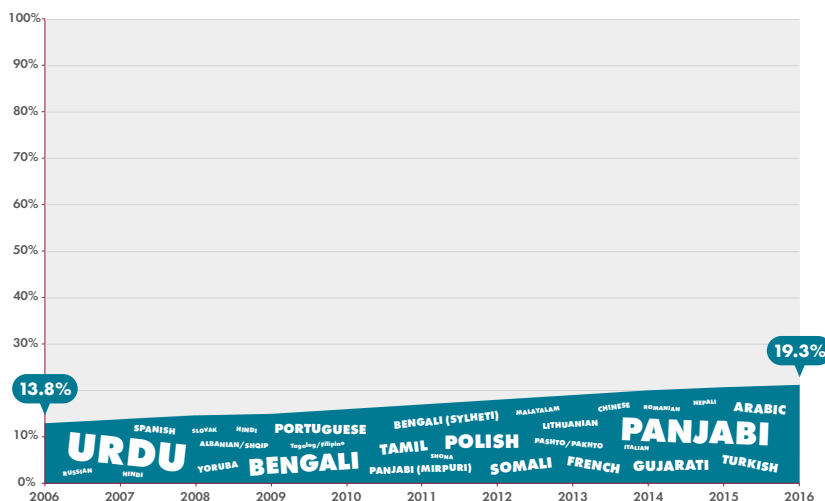 100%
90%
80%
70%
60%
50%
40%
30%
19.3%
13.8%
10%
0%
SPANISH
SLOVAK
HINDI
PORTUGUESE
BENGALI (SYLHETI)
MALAYALAM
CHINESE
ROMANIAN
NEPALI
ARABIC
URDU
ALBANIAN/SHQIP
Tagalog/Filipino
TAMIL
POLISH
LITHUANIAN
PASHTO/PAKHTO
PANJABI
ITALIAN
RUSSIAN
HINDI
YORUBA
BENGALI
SHONA
PANJABI (MIRPURI)
SOMALI
FRENCH
GUJARATI
TURKISH
2006 2007 2008 2009 2010 2011 2012 2013 2014 2015 2016